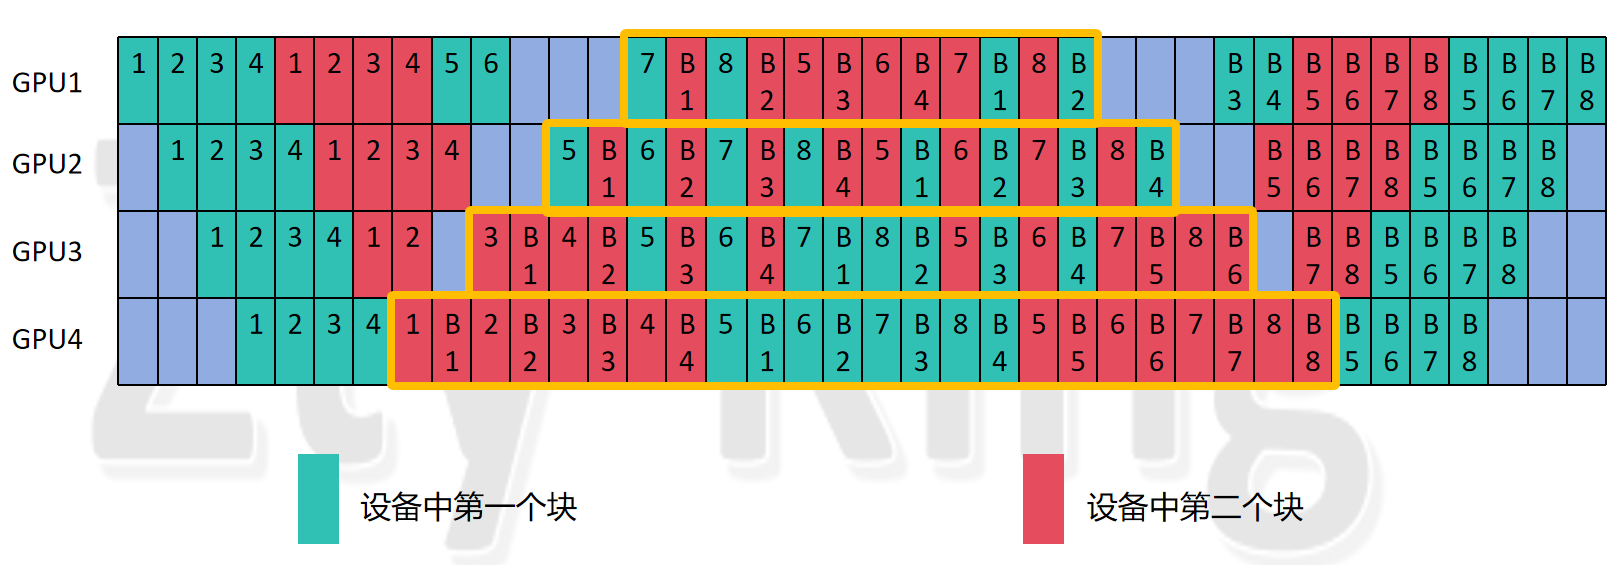 GPU1 1 2 3 4 1 2 3 4 5 6 7 B1 8 B2 5 B3 6 B4 7 B1 8 B2 B3 B4 B5 B6 B7 B8 B5 B6 B7 B8
GPU2 1 2 3 4 1 2 3 4 5 B1 6 B2 7 B3 8 B4 5 B1 6 B2 7 B3 8 B4 B5 B6 B7 B8 B5 B6 B7 B8
GPU3 1 2 3 4 1 2 3 B1 4 B2 5 B3 6 B4 7 B1 8 B2 5 B3 6 B4 7 B5 8 B6 B7 B8 B5 B6 B7 B8
GPU4 1 2 3 4 1 B1 2 B2 3 B3 4 B4 5 B1 6 B2 7 B3 8 B4 5 B5 6 B6 7 B7 8 B8 B5 B6 B7 B8
Zty King
设备中第一个块 设备中第二个块